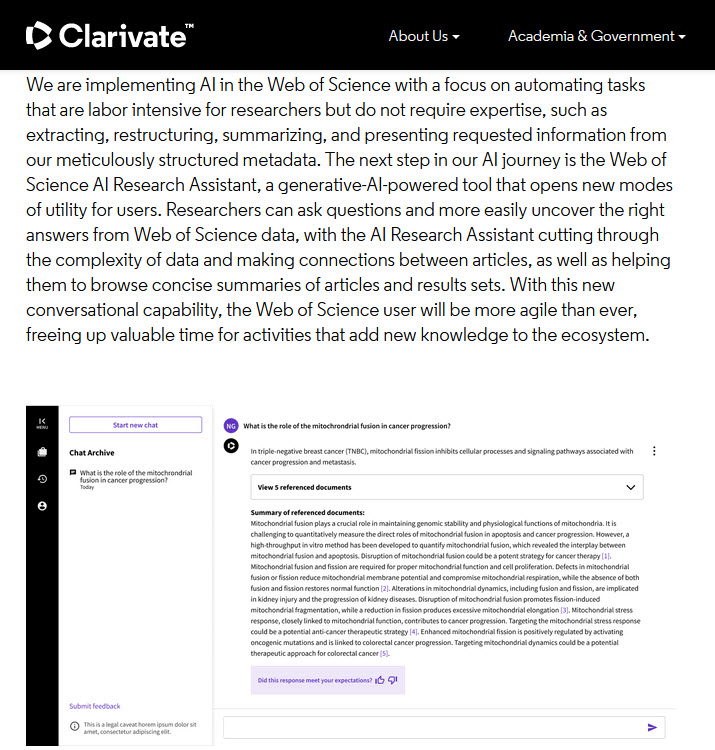 Clarivate™
About Us
Academia & Government
We are implementing AI in the Web of Science with a focus on automating tasks
that are labor intensive for researchers but do not require expertise, such as
extracting, restructuring, summarizing, and presenting requested information from
our meticulously structured metadata. The next step in our AI journey is the Web of
Science AI Research Assistant, a generative-AI-powered tool that opens new modes
of utility for users. Researchers can ask questions and more easily uncover the right
answers from Web of Science data, with the AI Research Assistant cutting through
the complexity of data and making connections between articles, as well as helping
them to browse concise summaries of articles and results sets. With this new
conversational capability, the Web of Science user will be more agile than ever,
freeing up valuable time for activities that add new knowledge to the ecosystem.
MENU
Start new chat
Chat Archive
What is the role of the mitochrondrial
fusion in cancer progression?
Today
Submit feedback
This is a legal caveat horem ipsum dolor sit
amet, consectetur adipiscing elit.
NG
What is the role of the mitochrondrial fusion in cancer progression?
In triple-negative breast cancer (TNBC), mitochondrial fission inhibits cellular processes and signaling pathways associated with
cancer progression and metastasis.
View 5 referenced documents
Summary of referenced documents:
Mitochondrial fusion plays a crucial role in maintaining genomic stability and physiological functions of mitochondria. It is
challenging to quantitatively measure the direct roles of mitochondrial fusion in apoptosis and cancer progression. However, a
high-throughput in vitro method has been developed to quantify mitochondrial fusion, which revealed the interplay between
mitochondrial fusion and apoptosis. Disruption of mitochondrial fusion could be a potent strategy for cancer therapy [1].
Mitochondrial fusion and fission are required for proper mitochondrial function and cell proliferation. Defects in mitochondrial
fusion or fission reduce mitochondrial membrane potential and compromise mitochondrial respiration, while the absence of both
fusion and fission restores normal function [2]. Alterations in mitochondrial dynamics, including fusion and fission, are implicated
in kidney injury and the progression of kidney diseases. Disruption of mitochondrial fusion promotes fission-induced
mitochondrial fragmentation, while a reduction in fission produces excessive mitochondrial elongation [3]. Mitochondrial stress
response, closely linked to mitochondrial function, contributes to cancer progression. Targeting the mitochondrial stress response
could be a potential anti-cancer therapeutic strategy [4]. Enhanced mitochondrial fission is positively regulated by activating
oncogenic mutations and is linked to colorectal cancer progression. Targeting mitochondrial dynamics could be a potential
therapeutic approach for colorectal cancer [5].
Did this response meet your expectations?